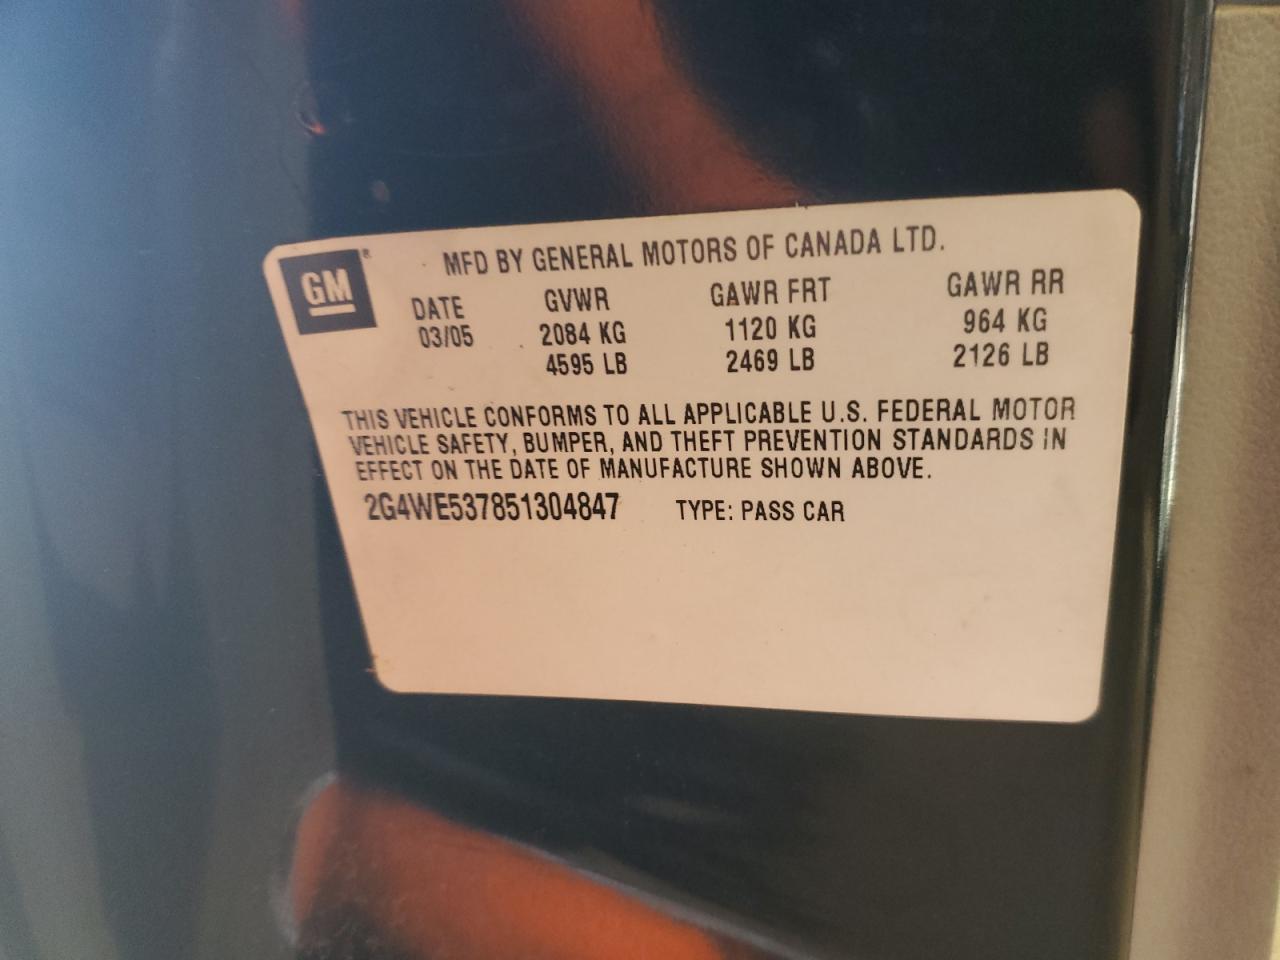 GM®
MFD BY GENERAL MOTORS OF CANADA LTD.
DATE GVWR GAWR FRT GAWR RR
03/05 2084 KG 1120 KG 964 KG
4595 LB 2469 LB 2126 LB
THIS VEHICLE CONFORMS TO ALL APPLICABLE U.S. FEDERAL MOTOR
VEHICLE SAFETY, BUMPER, AND THEFT PREVENTION STANDARDS IN
EFFECT ON THE DATE OF MANUFACTURE SHOWN ABOVE.
2G4WE537851304847 TYPE: PASS CAR